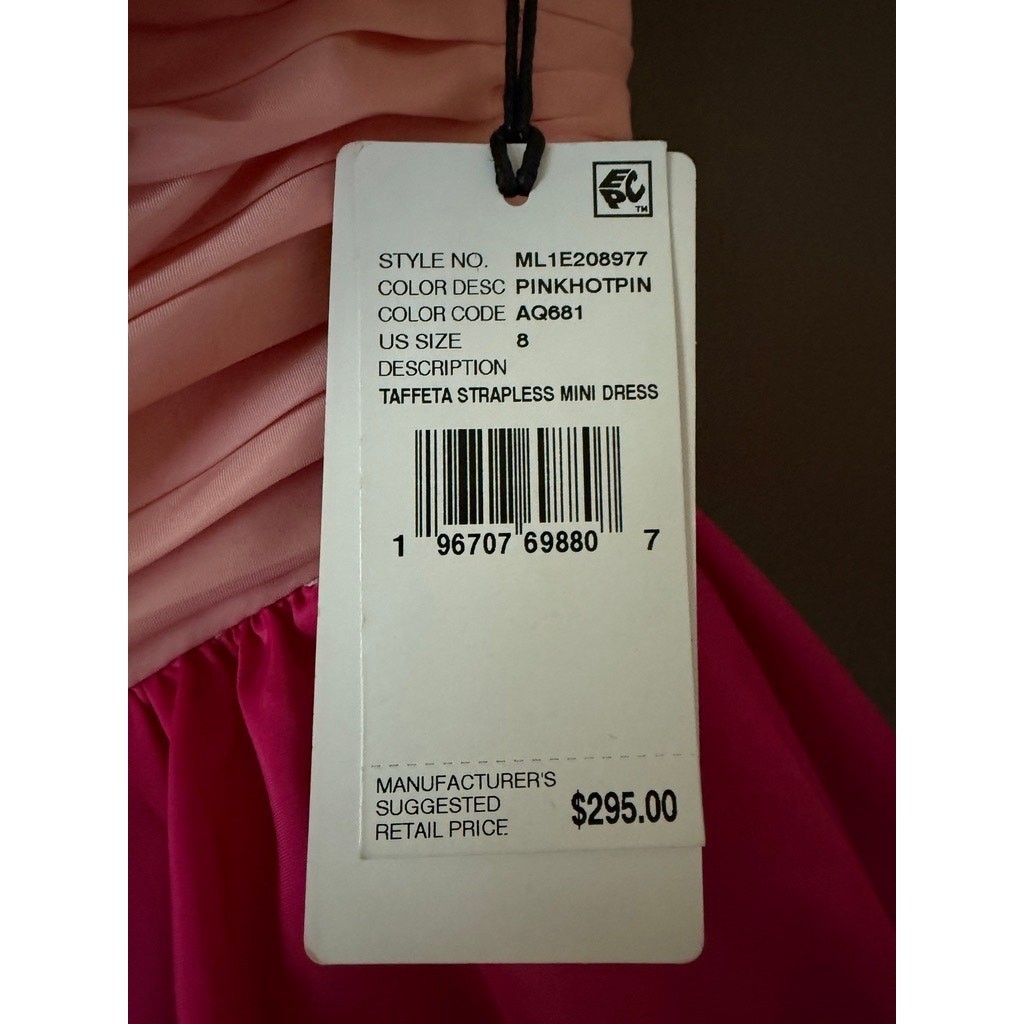 EPC
TM
STYLE NO. ML1E208977
COLOR DESC PINKHOTPIN
COLOR CODE AQ681
US SIZE 8
DESCRIPTION
TAFFETA STRAPLESS MINI DRESS
1 96707 69880 7
MANUFACTURER'S
SUGGESTED
RETAIL PRICE
$295.00